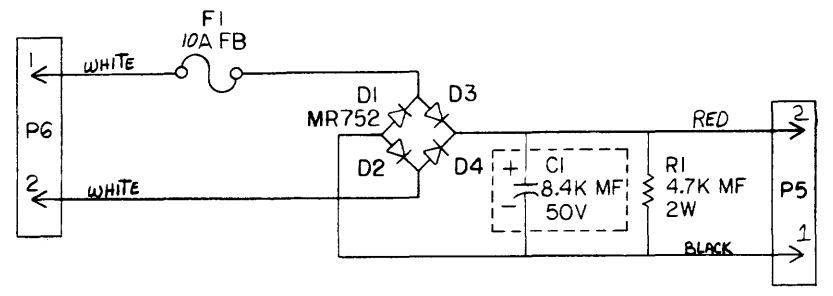 F1
10A FB
1
WHITE
D1
D3
MR752
P6
D2
D4
2
WHITE
RED
2
+
C1
8.4K MF
-
50V
R1
4.7K MF
2W
P5
BLACK
1